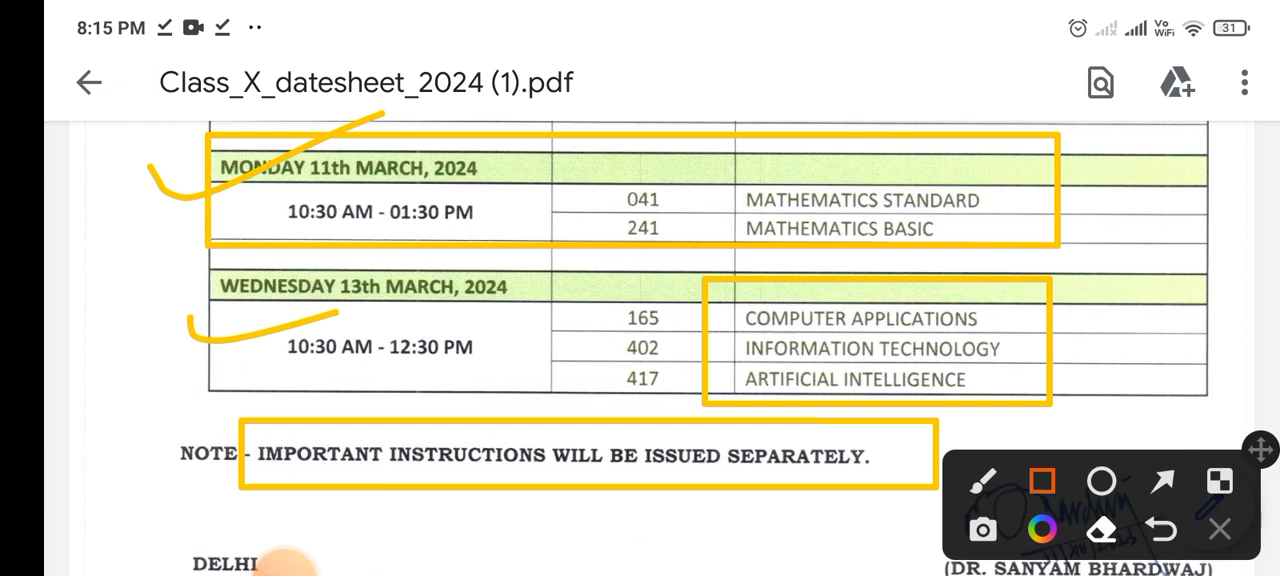 8:15 PM
Vo WiFi 31
Class_X_datesheet_2024 (1).pdf
MONDAY 11th MARCH, 2024
10:30 AM - 01:30 PM
041 MATHEMATICS STANDARD
241 MATHEMATICS BASIC
WEDNESDAY 13th MARCH, 2024
10:30 AM - 12:30 PM
165 COMPUTER APPLICATIONS
402 INFORMATION TECHNOLOGY
417 ARTIFICIAL INTELLIGENCE
NOTE - IMPORTANT INSTRUCTIONS WILL BE ISSUED SEPARATELY.
DELHI
(DR. SANYAM BHARDWAJ)